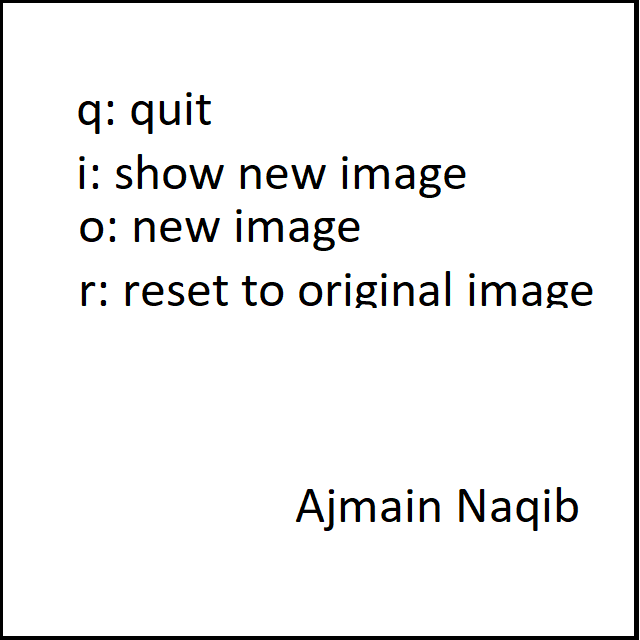 q: quit
i: show new image
o: new image
r: reset to original image
Ajmain Naqib